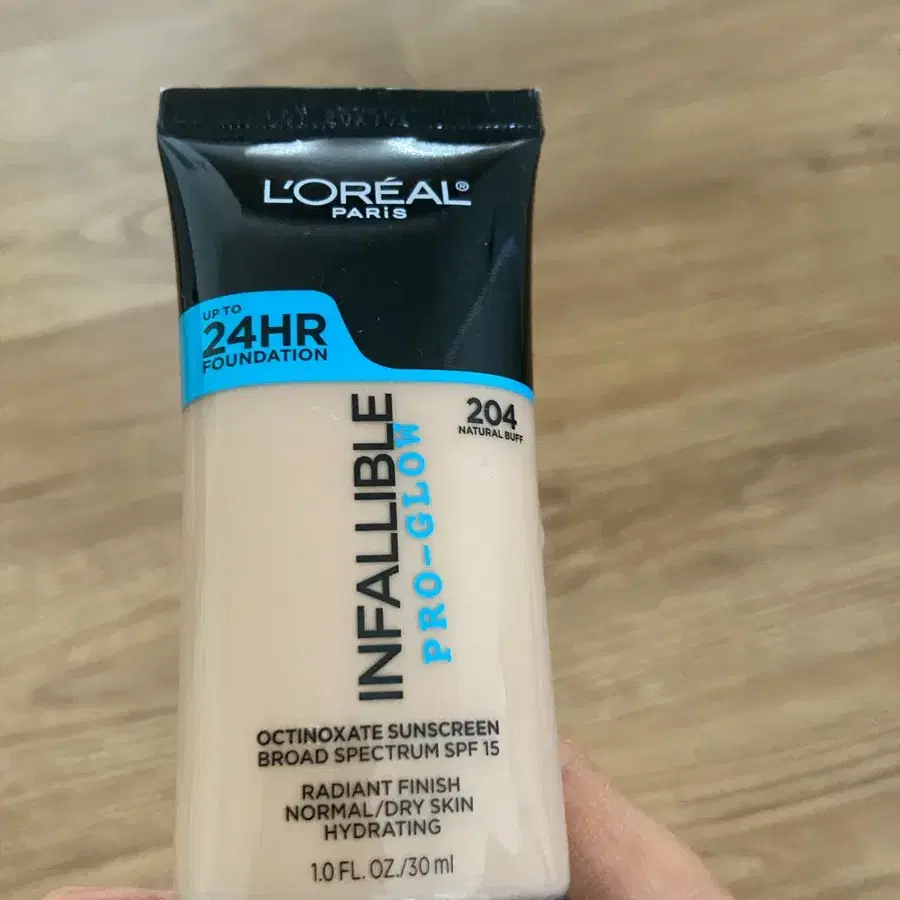 L'ORÉAL®
PARiS
UP TO
24HR
FOUNDATION
204
NATURAL BUFF
INFALLIBLE
PRO-GLOW
OCTINOXATE SUNSCREEN
BROAD SPECTRUM SPF 15
RADIANT FINISH
NORMAL/DRY SKIN
HYDRATING
1.0 FL. OZ./30 ml